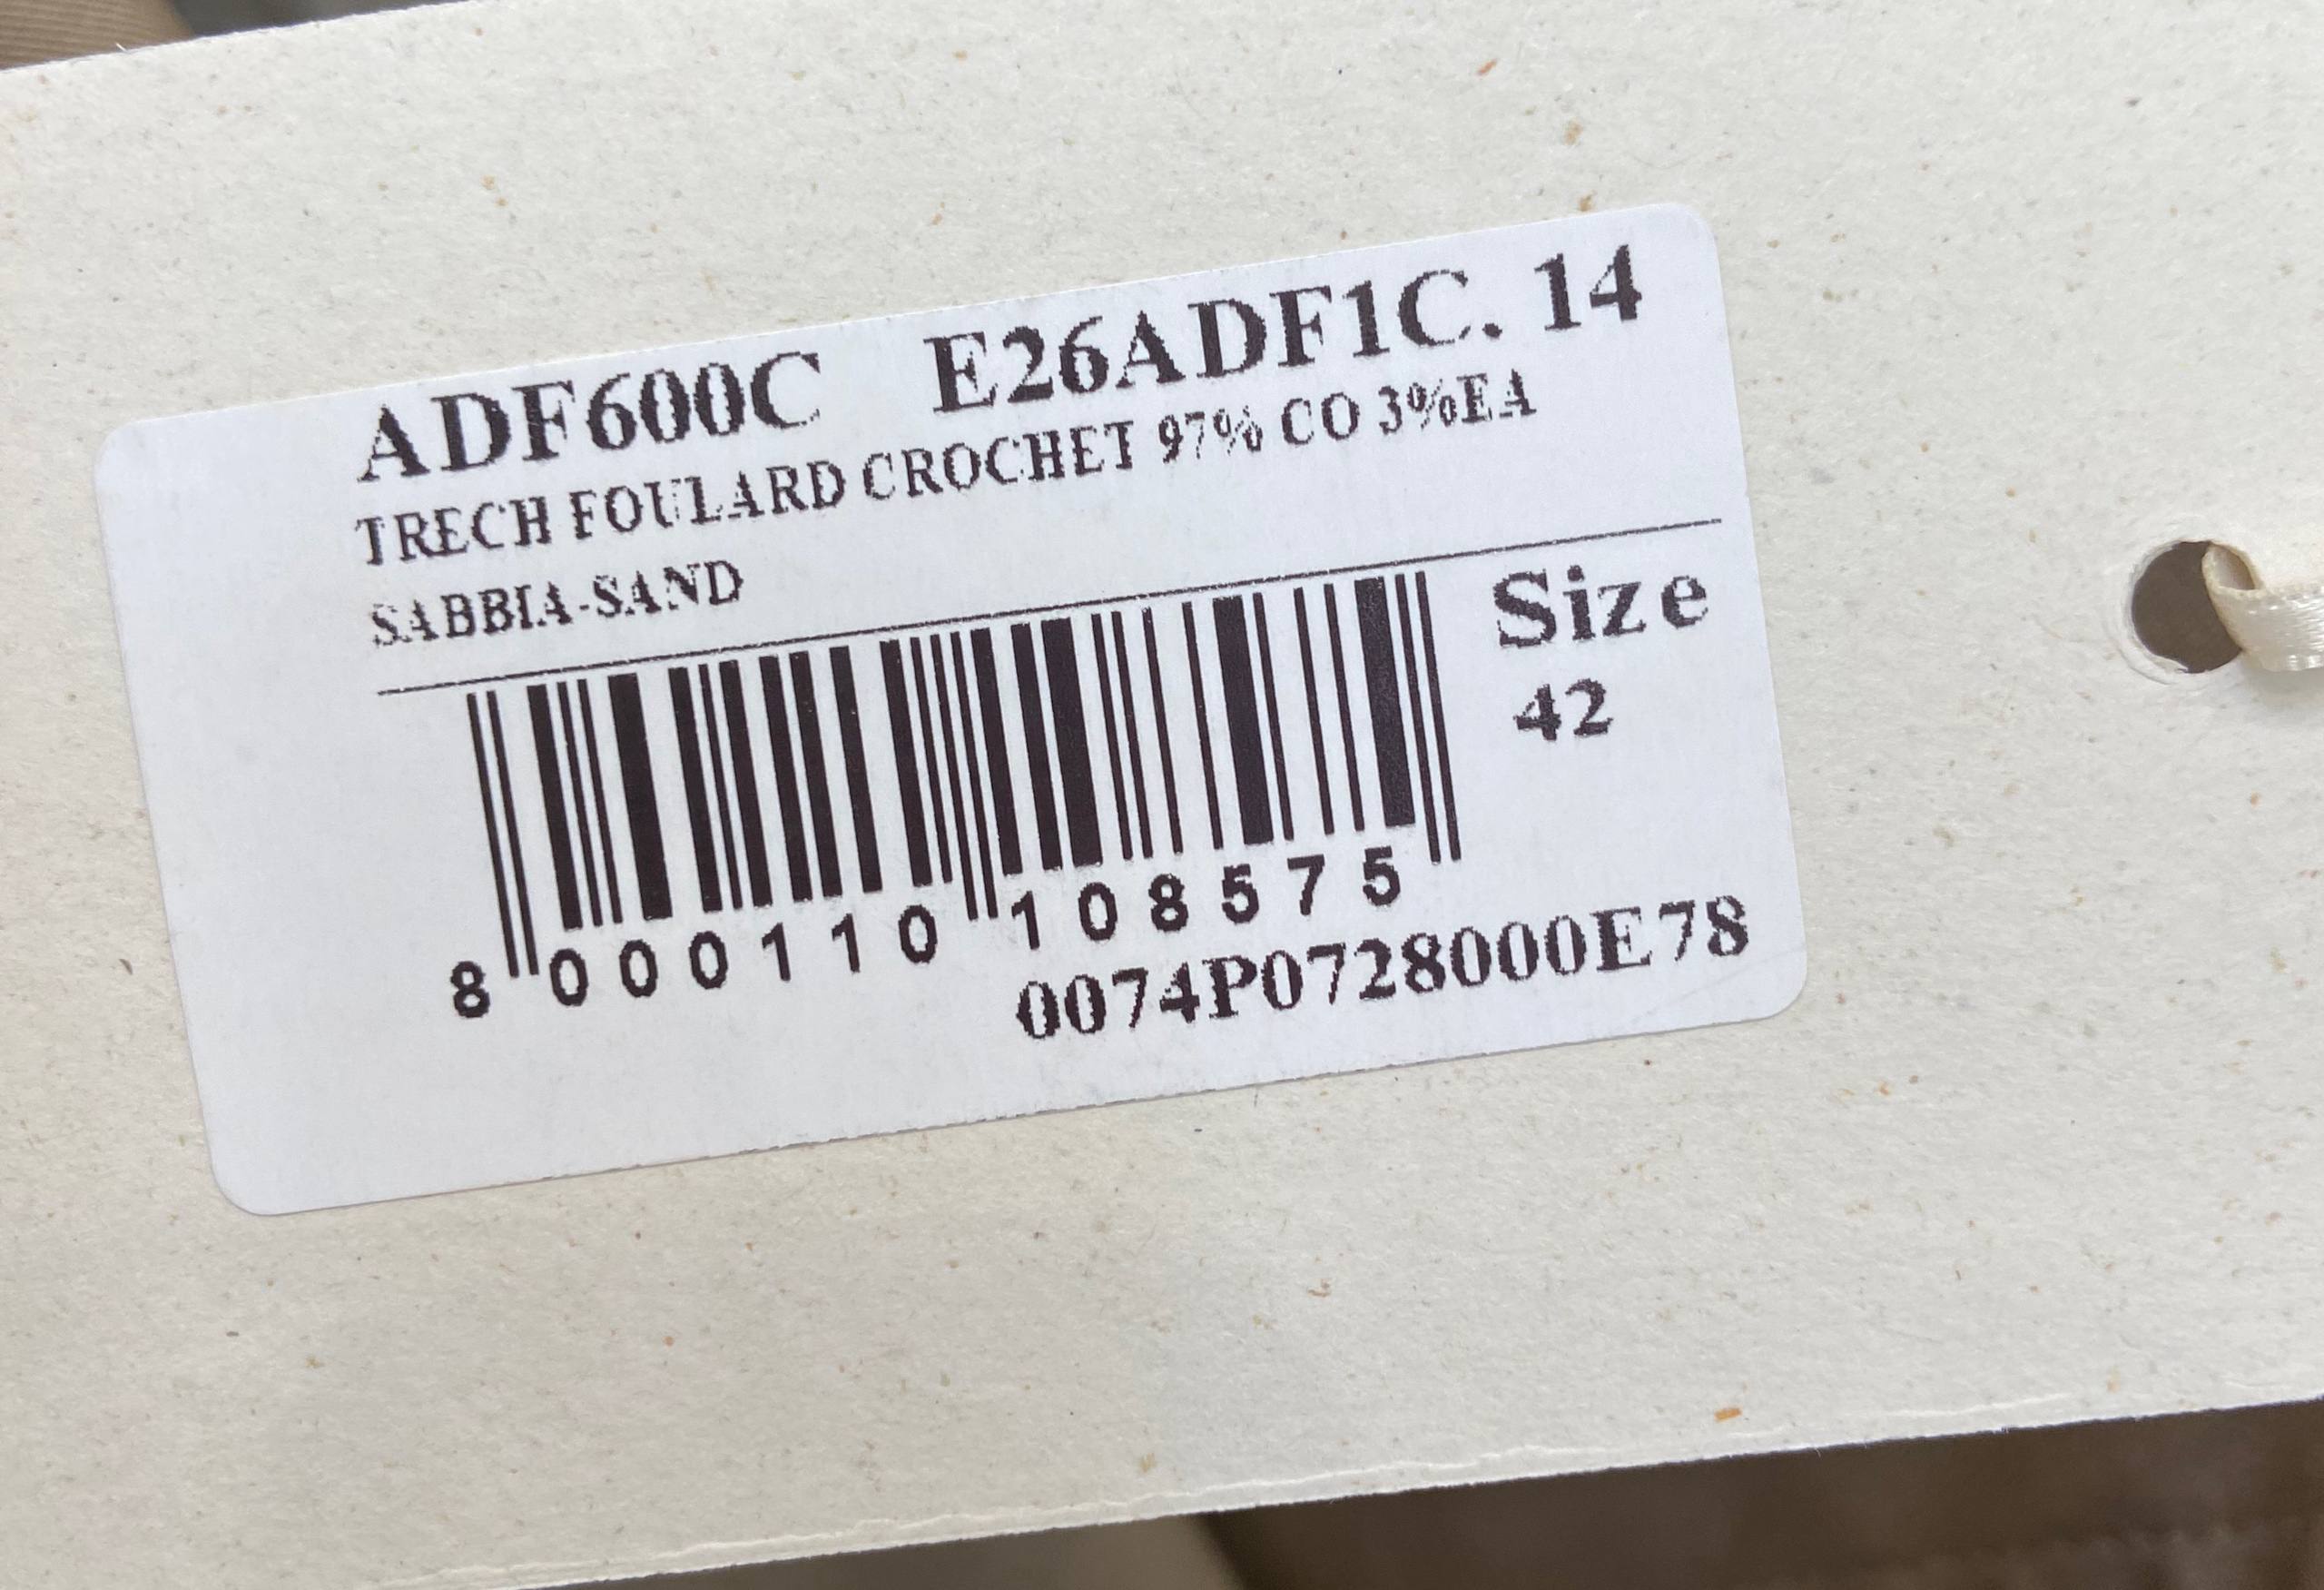 ADF600C E26ADF1C. 14
TRECH FOULARD CROCHET 97% CO 3%EA
SABBIA-SAND
Size
42
8 000110 108575
0074P0728000E78